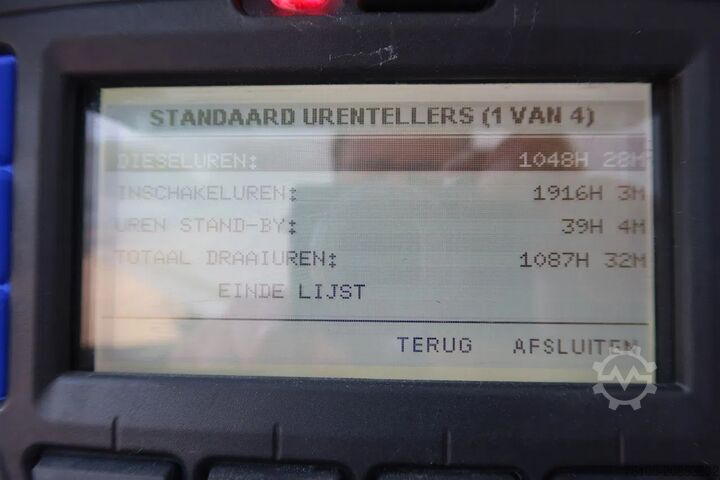 STANDAARD URENTELLERS (1 VAN 4)
DIESELUREN: 1048H 28M
INSCHAKELUREN: 1916H 3M
UREN STAND-BY: 39H 4M
TOTAAL DRAAIUREN: 1087H 32M
EINDE LIJST
TERUG AFSLUITEN